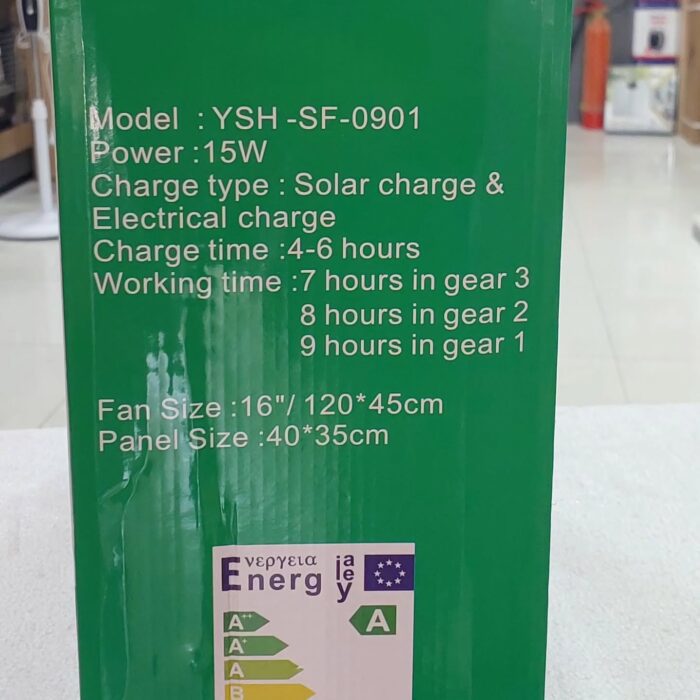 Model : YSH -SF-0901
Power :15W
Charge type : Solar charge &
Electrical charge
Charge time :4-6 hours
Working time :7 hours in gear 3
8 hours in gear 2
9 hours in gear 1
Fan Size :16"/ 120*45cm
Panel Size :40*35cm
Ενεργεια
Energ
ia
ie
y
A++
A
A+
A
B